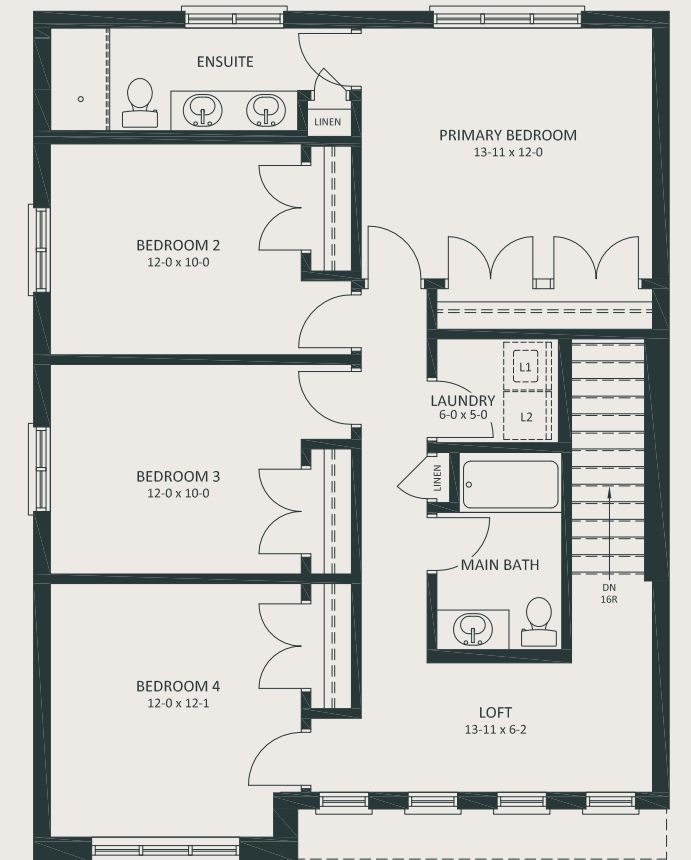 ENSUITE
LINEN
PRIMARY BEDROOM
13-11 x 12-0
BEDROOM 2
12-0 x 10-0
L1
LAUNDRY
6-0 x 5-0
L2
LINEN
BEDROOM 3
12-0 x 10-0
MAIN BATH
DN
16R
BEDROOM 4
12-0 x 12-1
LOFT
13-11 x 6-2